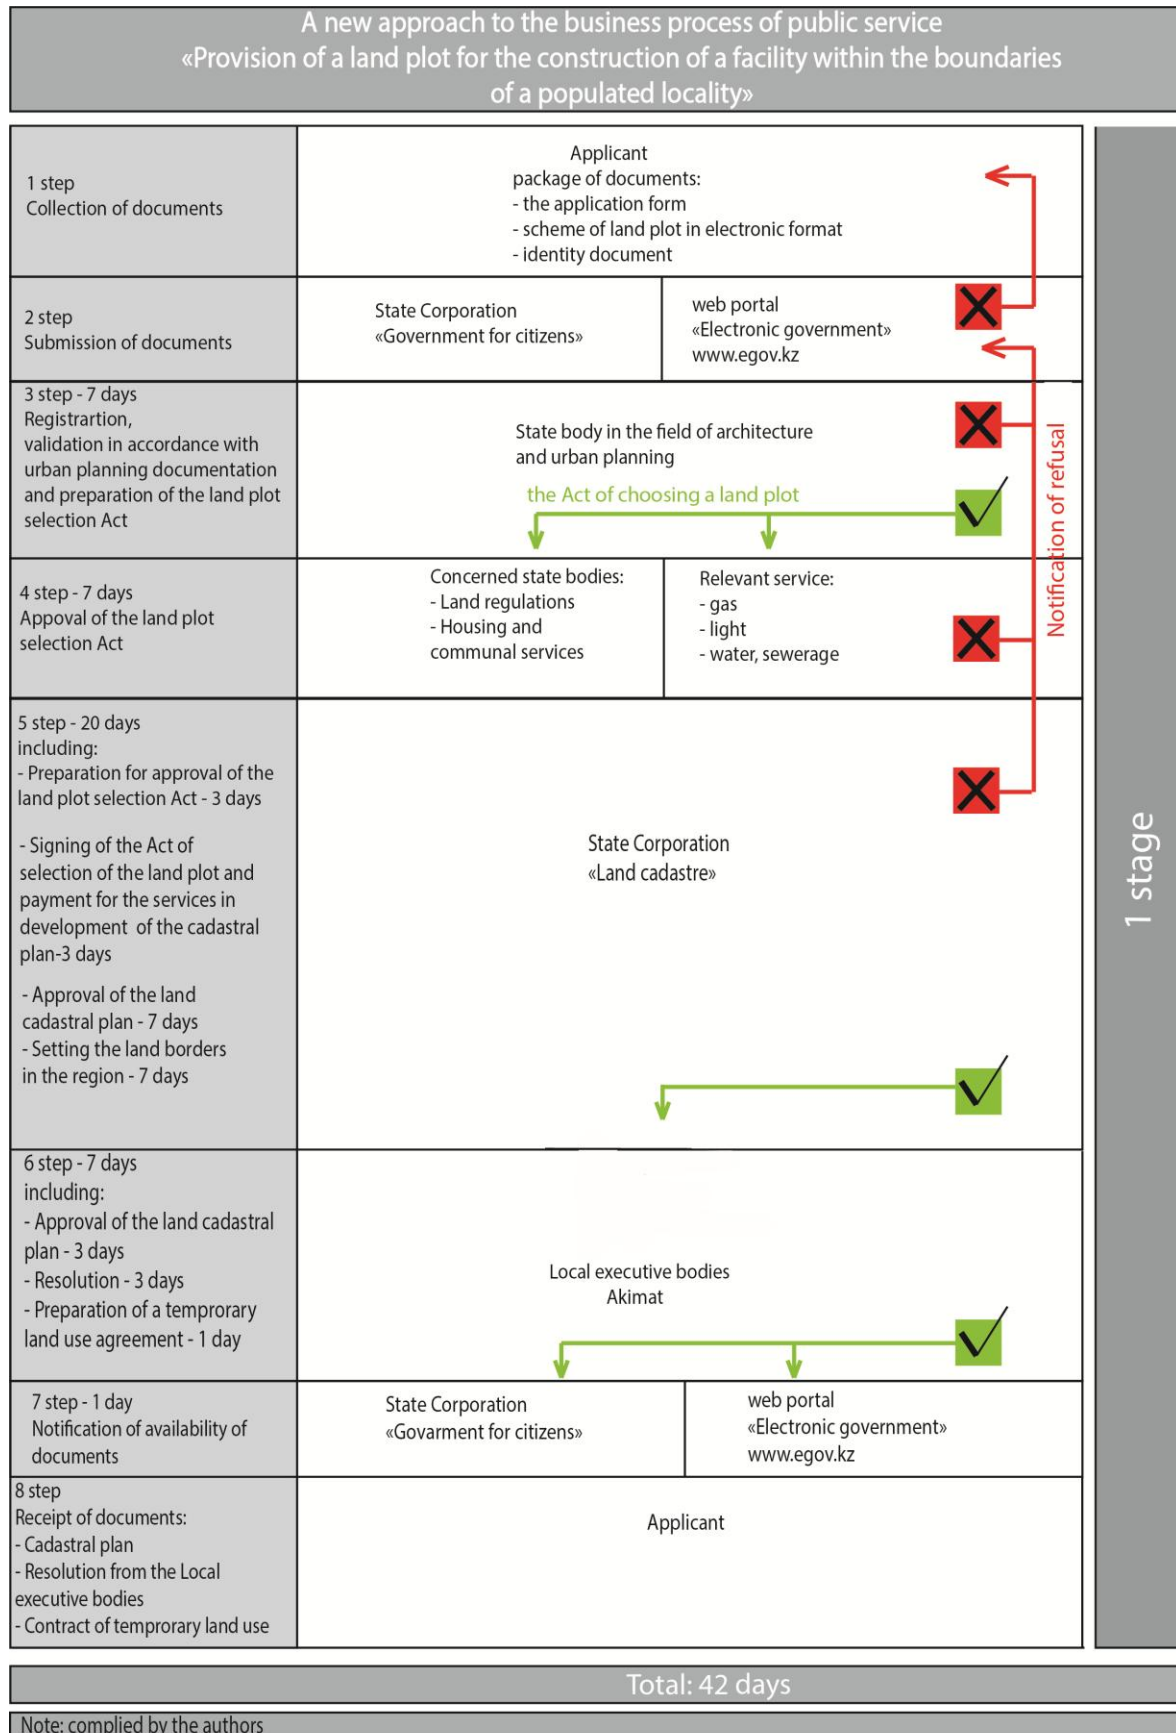 A new approach to the business process of public service
«Provision of a land plot for the construction of a facility within the boundaries
of a populated locality»
1 step
Collection of documents
Applicant
package of documents:
- the application form
- scheme of land plot in electronic format
- identity document
2 step
Submission of documents
State Corporation
«Government for citizens»
web portal
«Electronic government»
www.egov.kz
3 step - 7 days
Registrartion,
validation in accordance with
urban planning documentation
and preparation of the land plot
selection Act
State body in the field of architecture
and urban planning
the Act of choosing a land plot
Notification of refusal
4 step - 7 days
Appoval of the land plot
selection Act
Concerned state bodies:
- Land regulations
- Housing and
communal services
Relevant service:
- gas
- light
- water, sewerage
5 step - 20 days
including:
- Preparation for approval of the
land plot selection Act - 3 days
- Signing of the Act of
selection of the land plot and
payment for the services in
development of the cadastral
plan-3 days
- Approval of the land
cadastral plan - 7 days
- Setting the land borders
in the region - 7 days
State Corporation
«Land cadastre»
1 stage
6 step - 7 days
including:
- Approval of the land cadastral
plan - 3 days
- Resolution - 3 days
- Preparation of a temprorary
land use agreement - 1 day
Local executive bodies
Akimat
7 step - 1 day
Notification of availability of
documents
State Corporation
«Govarment for citizens»
web portal
«Electronic government»
www.egov.kz
8 step
Receipt of documents:
- Cadastral plan
- Resolution from the Local
executive bodies
- Contract of temprorary land use
Applicant
Total: 42 days
Note: complied by the authors